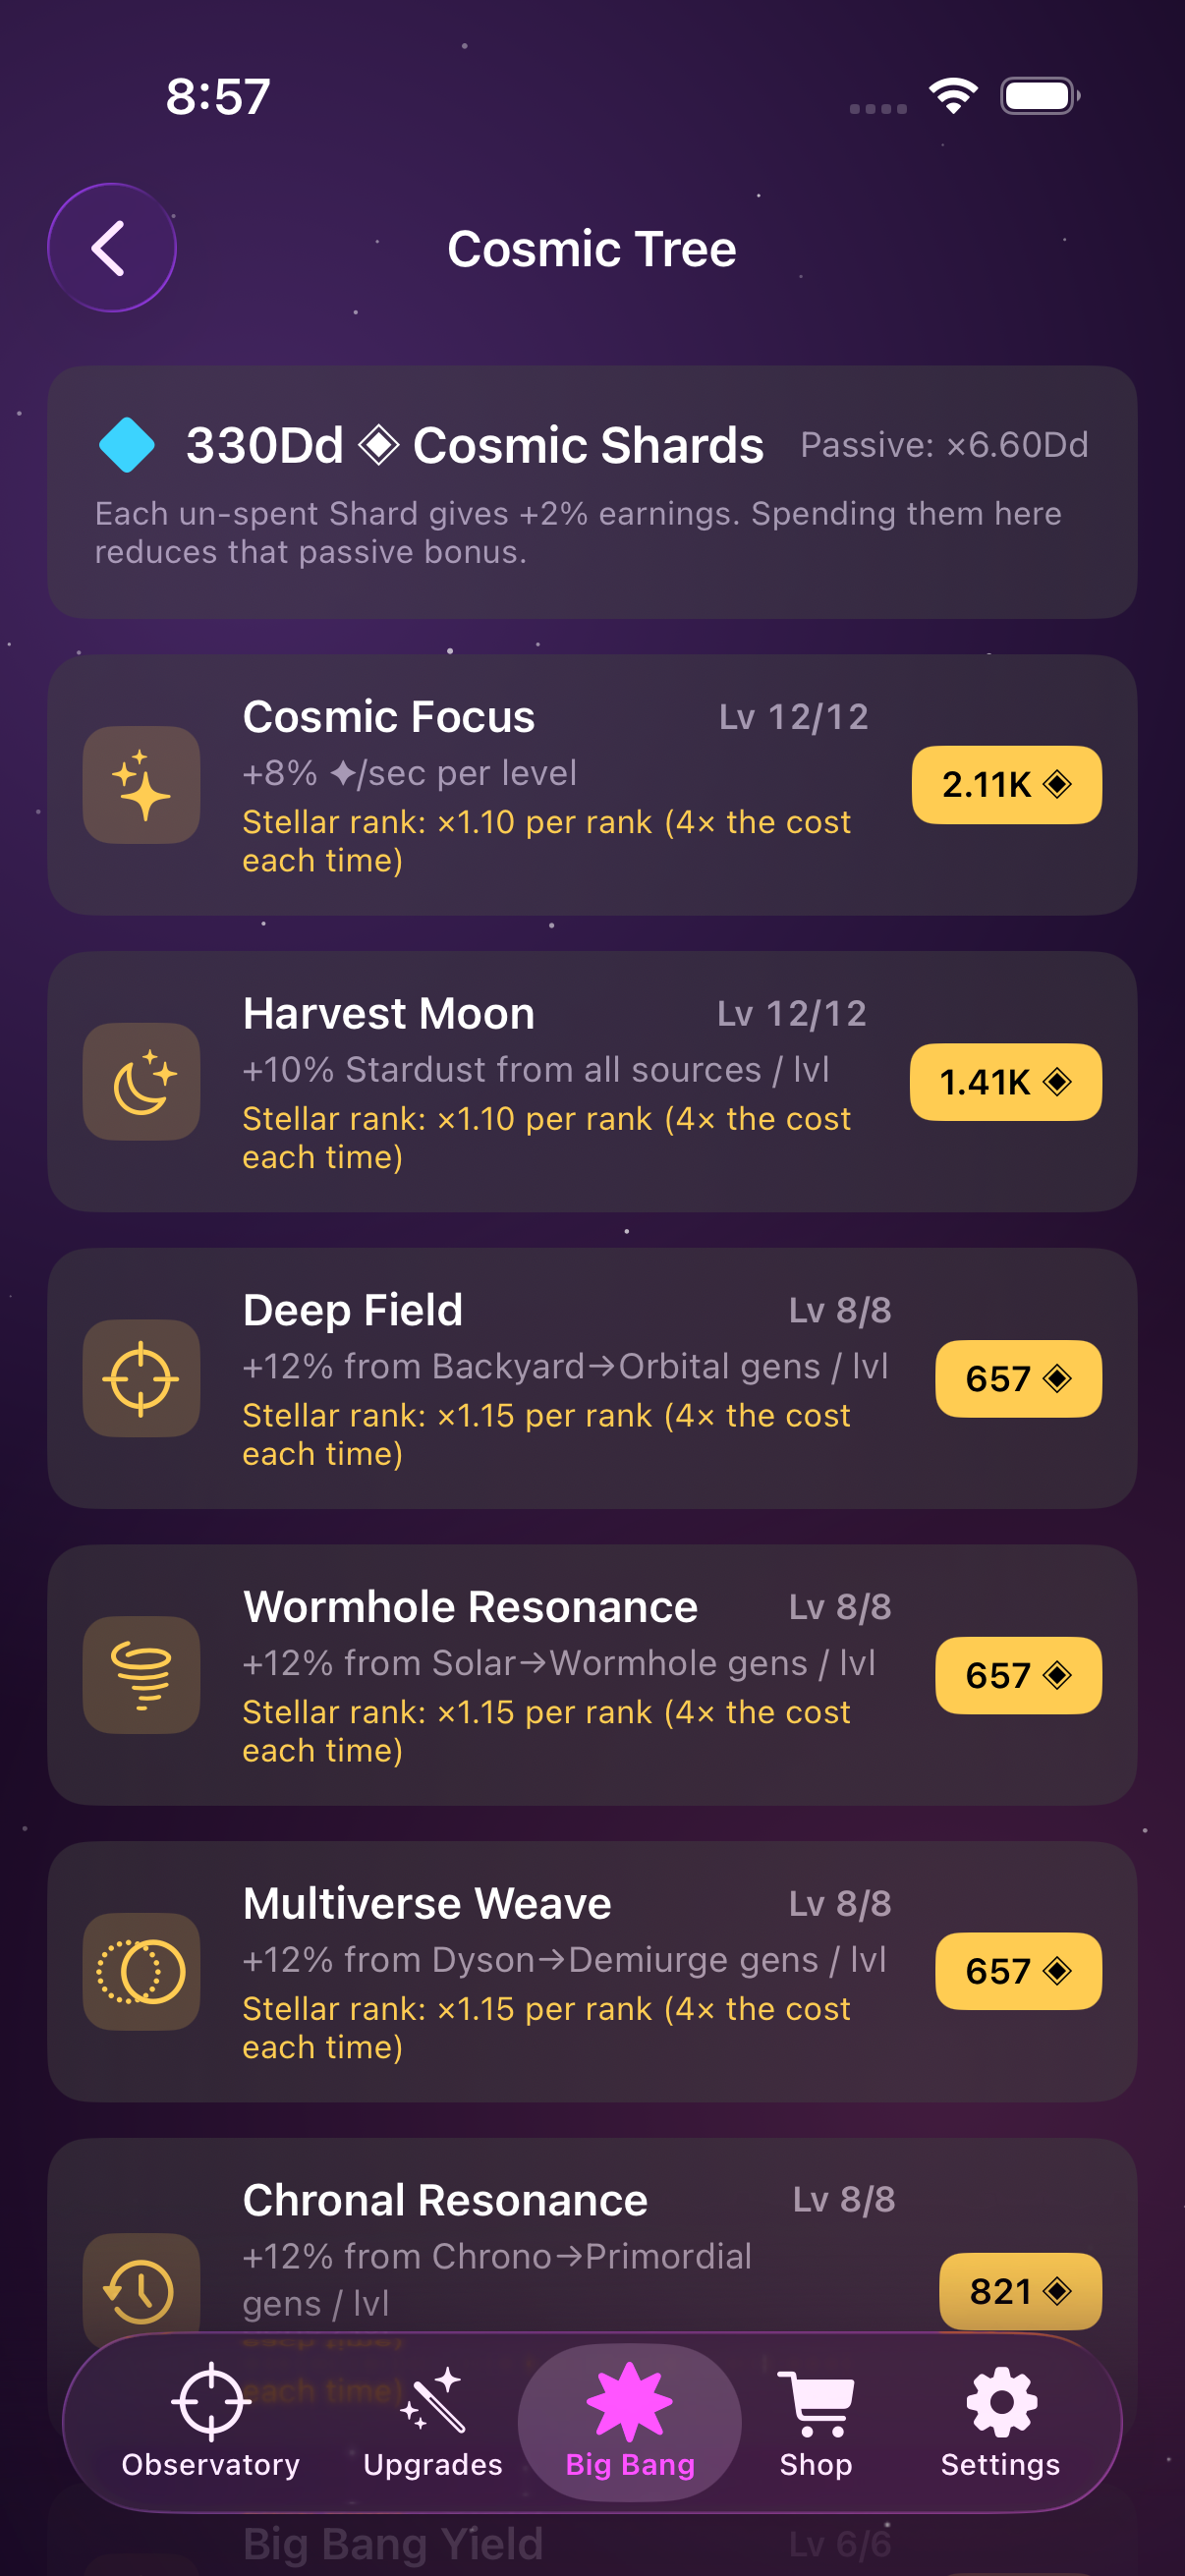 8:57
Cosmic Tree
330Dd ◈ Cosmic Shards Passive: ×6.60Dd
Each un-spent Shard gives +2% earnings. Spending them here
reduces that passive bonus.
Cosmic Focus Lv 12/12
+8% ✦/sec per level
2.11K ◈
Stellar rank: ×1.10 per rank (4× the cost
each time)
Harvest Moon Lv 12/12
+10% Stardust from all sources / lvl
1.41K ◈
Stellar rank: ×1.10 per rank (4× the cost
each time)
Deep Field Lv 8/8
+12% from Backyard→Orbital gens / lvl
657 ◈
Stellar rank: ×1.15 per rank (4× the cost
each time)
Wormhole Resonance Lv 8/8
+12% from Solar→Wormhole gens / lvl
657 ◈
Stellar rank: ×1.15 per rank (4× the cost
each time)
Multiverse Weave Lv 8/8
+12% from Dyson→Demiurge gens / lvl
657 ◈
Stellar rank: ×1.15 per rank (4× the cost
each time)
Chronal Resonance Lv 8/8
+12% from Chrono→Primordial
gens / lvl
821 ◈
each time)
Observatory Upgrades Big Bang Shop Settings
Big Bang Yield Lv 6/6